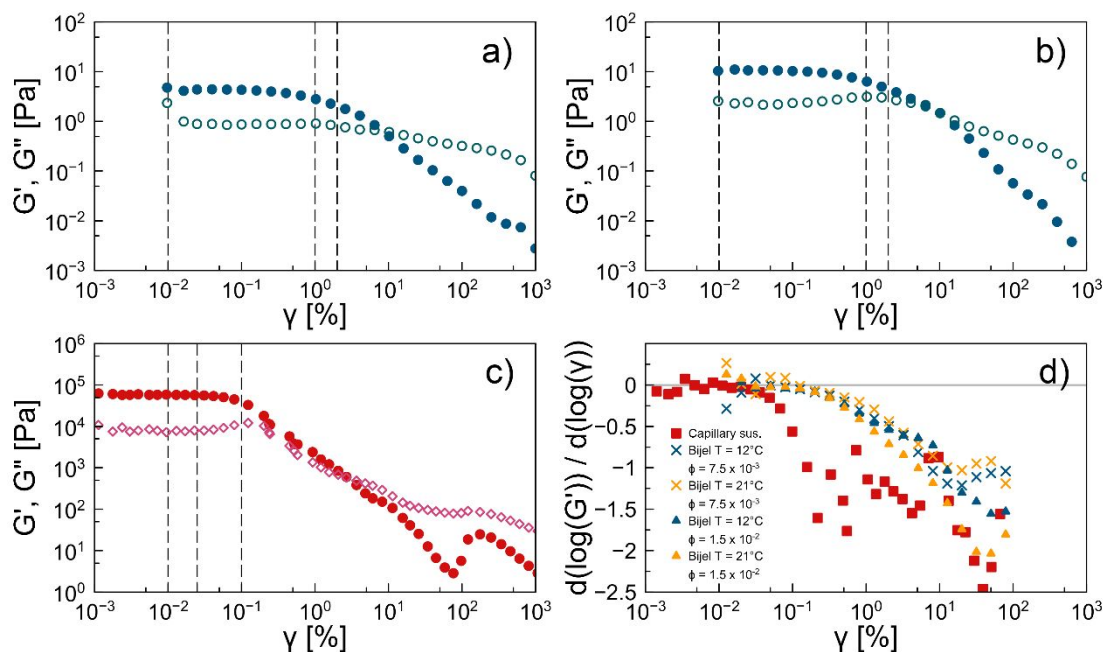 a)
G', G" [Pa]
10² 10¹ 10⁰ 10⁻¹ 10⁻² 10⁻³
10⁻³ 10⁻² 10⁻¹ 10⁰ 10¹ 10² 10³
γ [%]
b)
G', G" [Pa]
10² 10¹ 10⁰ 10⁻¹ 10⁻² 10⁻³
10⁻³ 10⁻² 10⁻¹ 10⁰ 10¹ 10² 10³
γ [%]
c)
G', G" [Pa]
10⁶ 10⁵ 10⁴ 10³ 10² 10¹ 10⁰
10⁻³ 10⁻² 10⁻¹ 10⁰ 10¹ 10² 10³
γ [%]
d)
d(log(G')) / d(log(γ))
0 −0.5 −1.0 −1.5 −2.0 −2.5
Capillary sus.
Bijel T = 12°C
ϕ = 7.5 x 10⁻³
Bijel T = 21°C
ϕ = 7.5 x 10⁻³
Bijel T = 12°C
ϕ = 1.5 x 10⁻²
Bijel T = 21°C
ϕ = 1.5 x 10⁻²
10⁻³ 10⁻² 10⁻¹ 10⁰ 10¹ 10² 10³
γ [%]